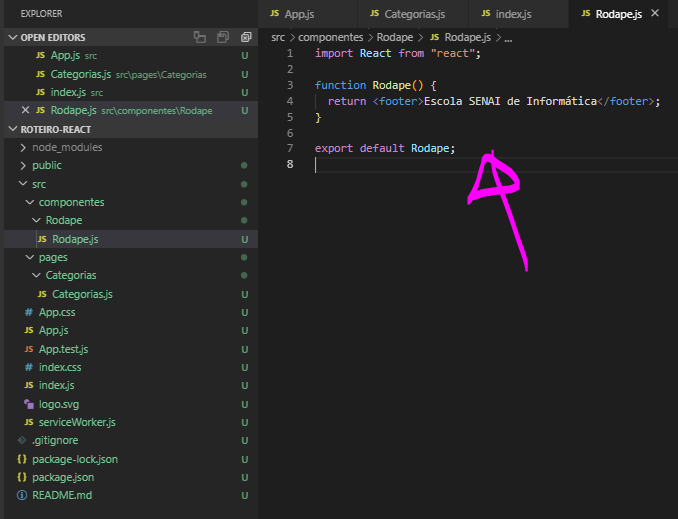 EXPLORER
OPEN EDITORS
JS App.js src U
JS Categorias.js src\pages\Categorias U
JS index.js src U
JS Rodape.js src\componentes\Rodape U
ROTEIRO-REACT
node_modules
public
src
componentes
Rodape
JS Rodape.js U
pages
Categorias
JS Categorias.js U
# App.css U
JS App.js U
JS App.test.js U
# index.css U
JS index.js U
logo.svg U
JS serviceWorker.js U
.gitignore U
{} package-lock.json U
{} package.json U
README.md U
JS App.js
JS Categorias.js
JS index.js
JS Rodape.js
src > componentes > Rodape > JS Rodape.js > ...
1 import React from "react";
2
3 function Rodape() {
4 return <footer>Escola SENAI de Informática</footer>;
5 }
6
7 export default Rodape;
8